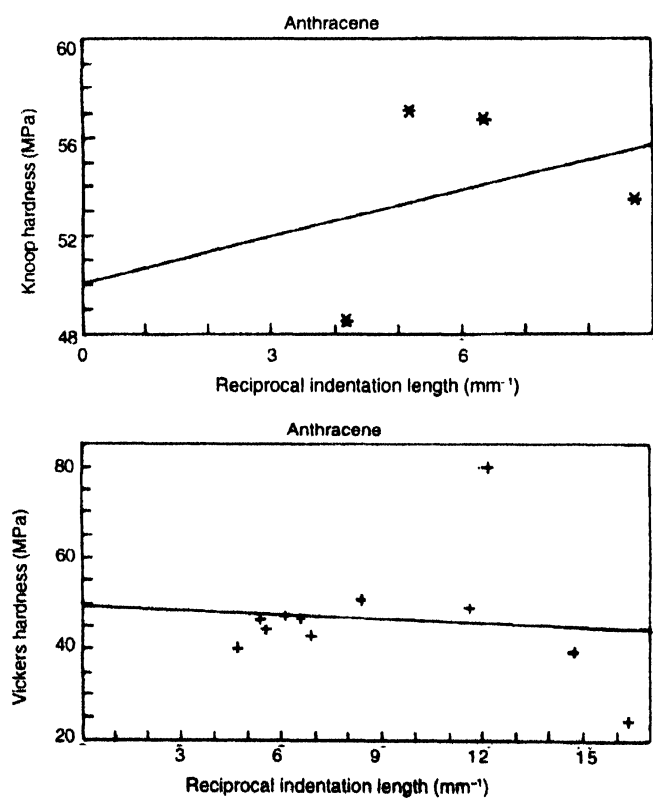 Anthracene
60
56
52
48
Knoop hardness (MPa)
0 3 6
Reciprocal indentation length (mm⁻¹)
Anthracene
80
60
40
20
Vickers hardness (MPa)
3 6 9 12 15
Reciprocal indentation length (mm⁻¹)